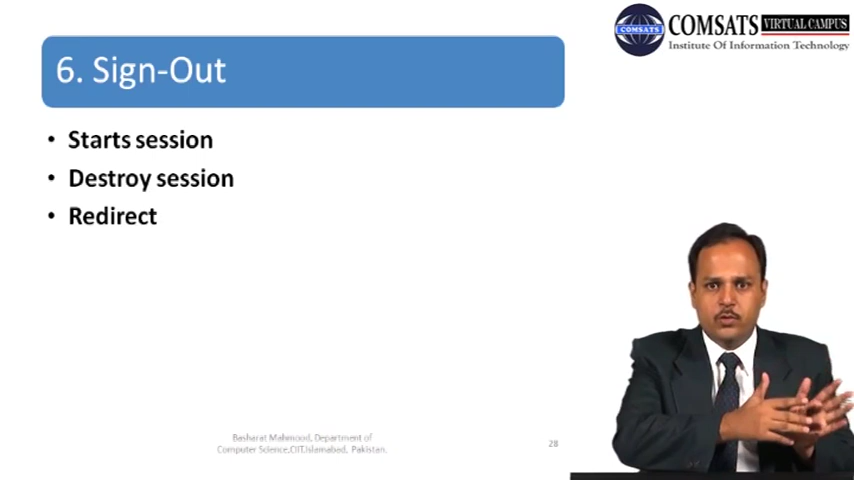 COMSATS VIRTUAL CAMPUS
COMSATS
Institute Of Information Technology
6. Sign-Out
• Starts session
• Destroy session
• Redirect
Basharat Mahmood, Department of
Computer Science,CIIT,Islamabad, Pakistan.
28